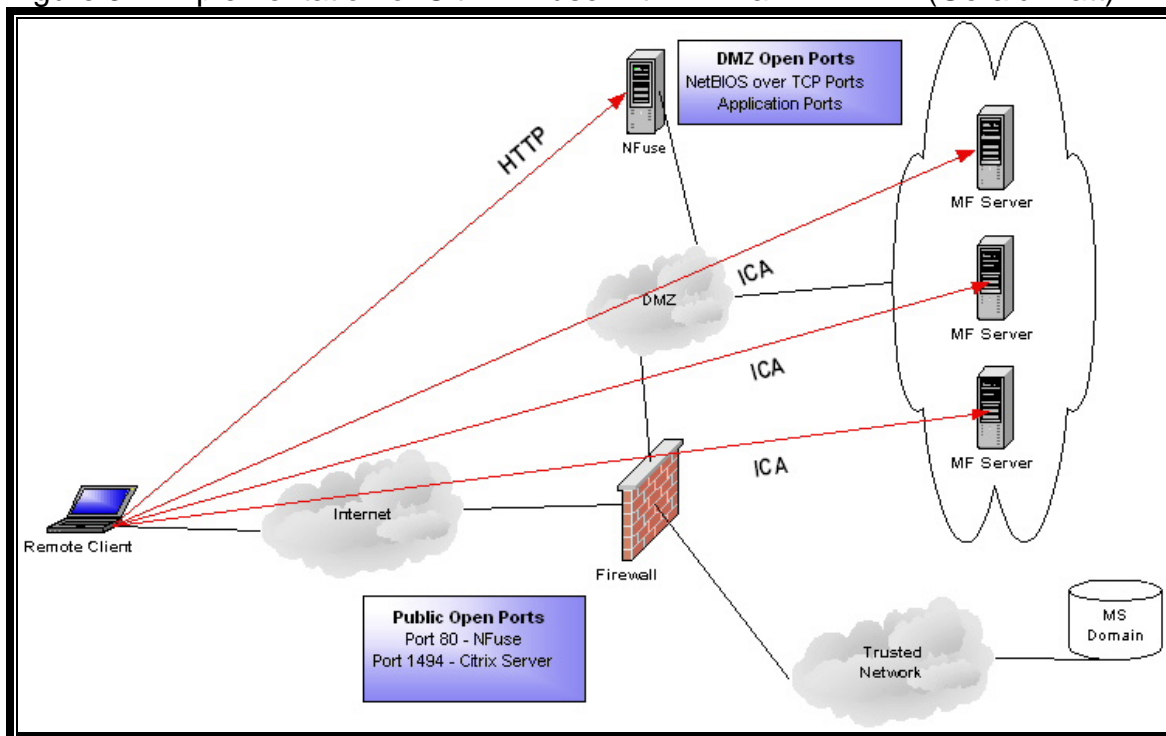 DMZ Open Ports
NetBIOS over TCP Ports
Application Ports
NFuse
HTTP
MF Server
ICA
DMZ
MF Server
ICA
MF Server
ICA
Internet
Remote Client
Firewall
Public Open Ports
Port 80 - NFuse
Port 1494 - Citrix Server
MS
Domain
Trusted
Network